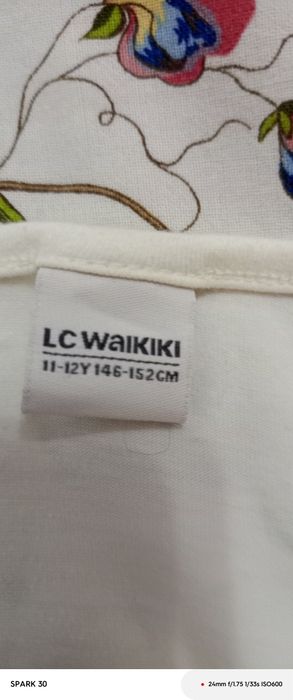 LC WAIKIKI
11-12Y 146-152CM
SPARK 30
24mm f/1.75 1/33s ISO600